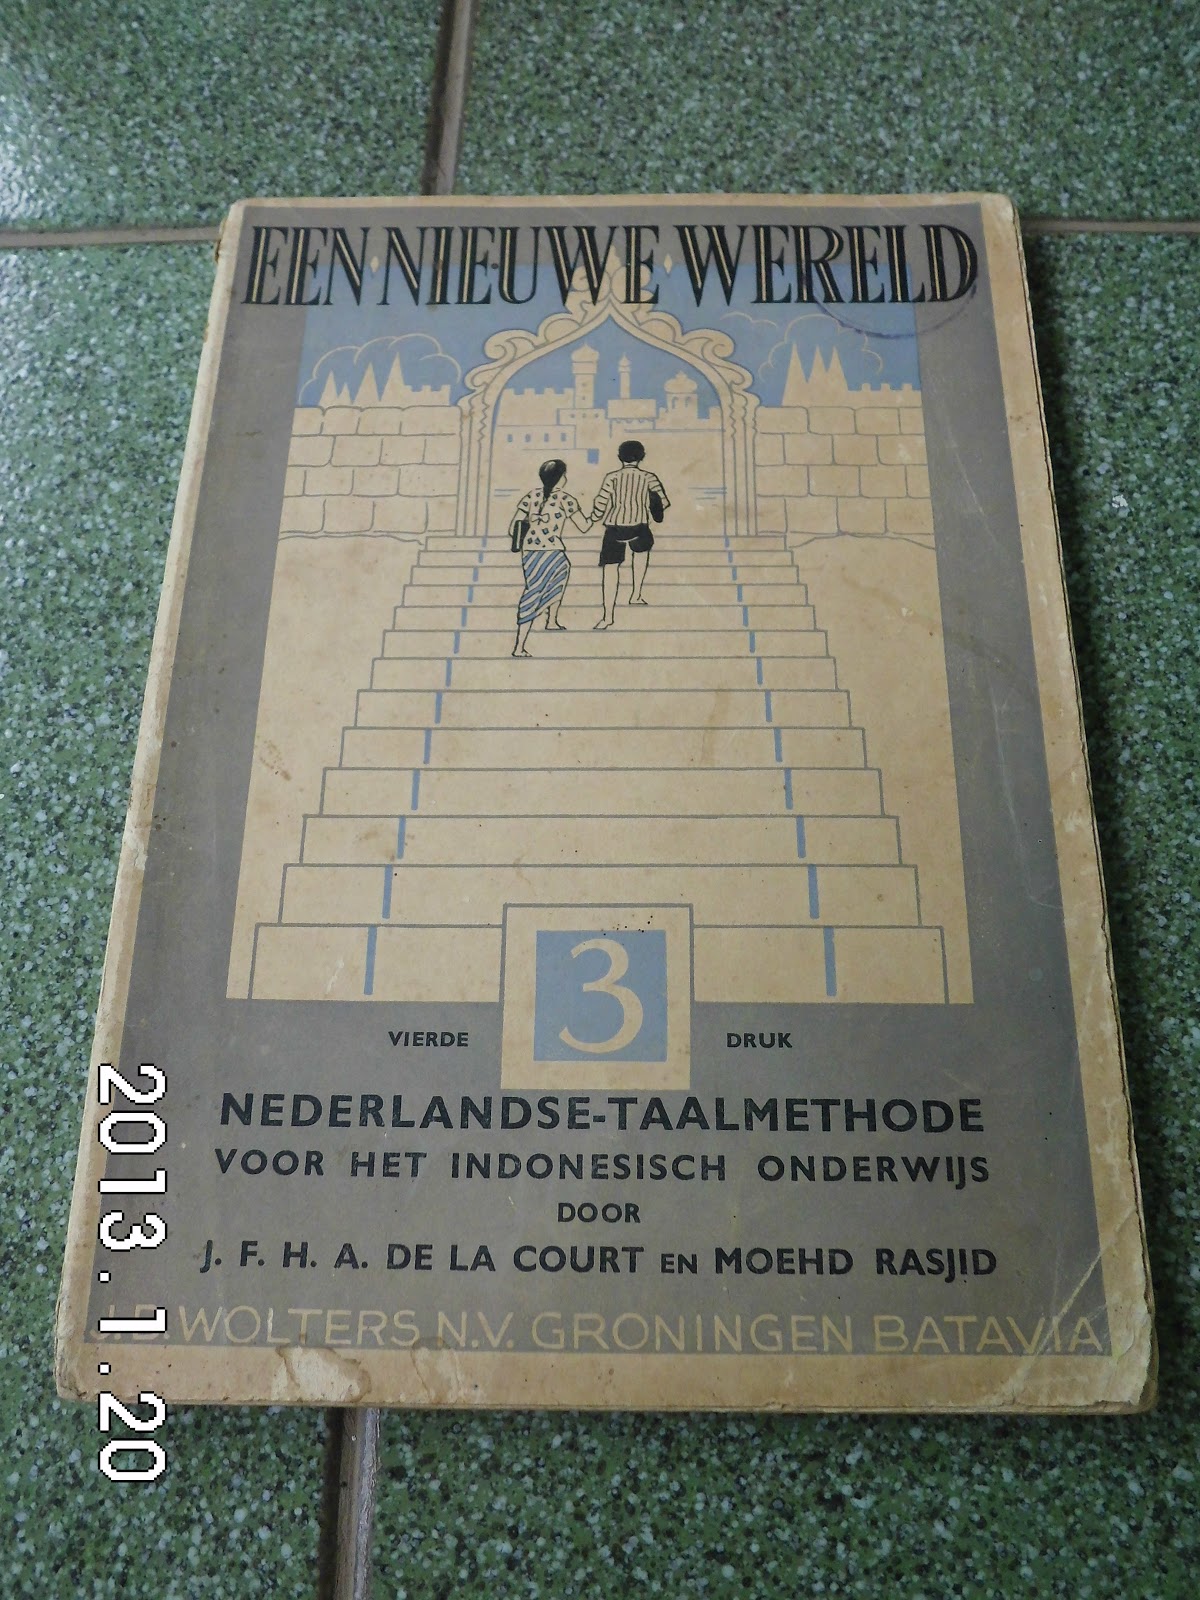 EEN·NIEUWE·WERELD
3
VIERDE DRUK
NEDERLANDSE-TAALMETHODE
VOOR HET INDONESISCH ONDERWIJS
DOOR
J. F. H. A. DE LA COURT EN MOEHD RASJID
J.B. WOLTERS N.V. GRONINGEN BATAVIA
2013.1.20